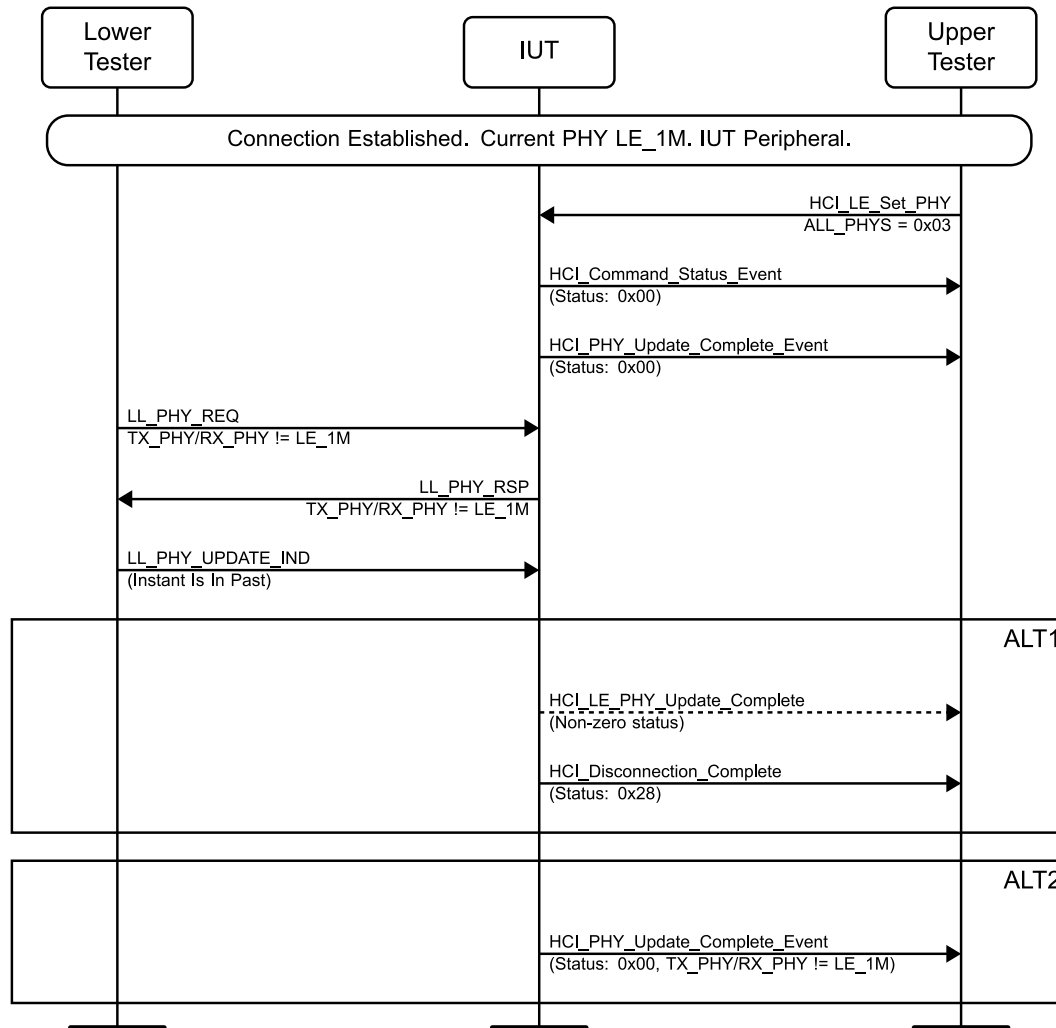 Lower
Tester
IUT
Upper
Tester
Connection Established. Current PHY LE_1M. IUT Peripheral.
HCI_LE_Set_PHY
ALL_PHYS = 0x03
HCI_Command_Status_Event
(Status: 0x00)
HCI_PHY_Update_Complete_Event
(Status: 0x00)
LL_PHY_REQ
TX_PHY/RX_PHY != LE_1M
LL_PHY_RSP
TX_PHY/RX_PHY != LE_1M
LL_PHY_UPDATE_IND
(Instant Is In Past)
ALT1
HCI_LE_PHY_Update_Complete
(Non-zero status)
HCI_Disconnection_Complete
(Status: 0x28)
ALT2
HCI_PHY_Update_Complete_Event
(Status: 0x00, TX_PHY/RX_PHY != LE_1M)